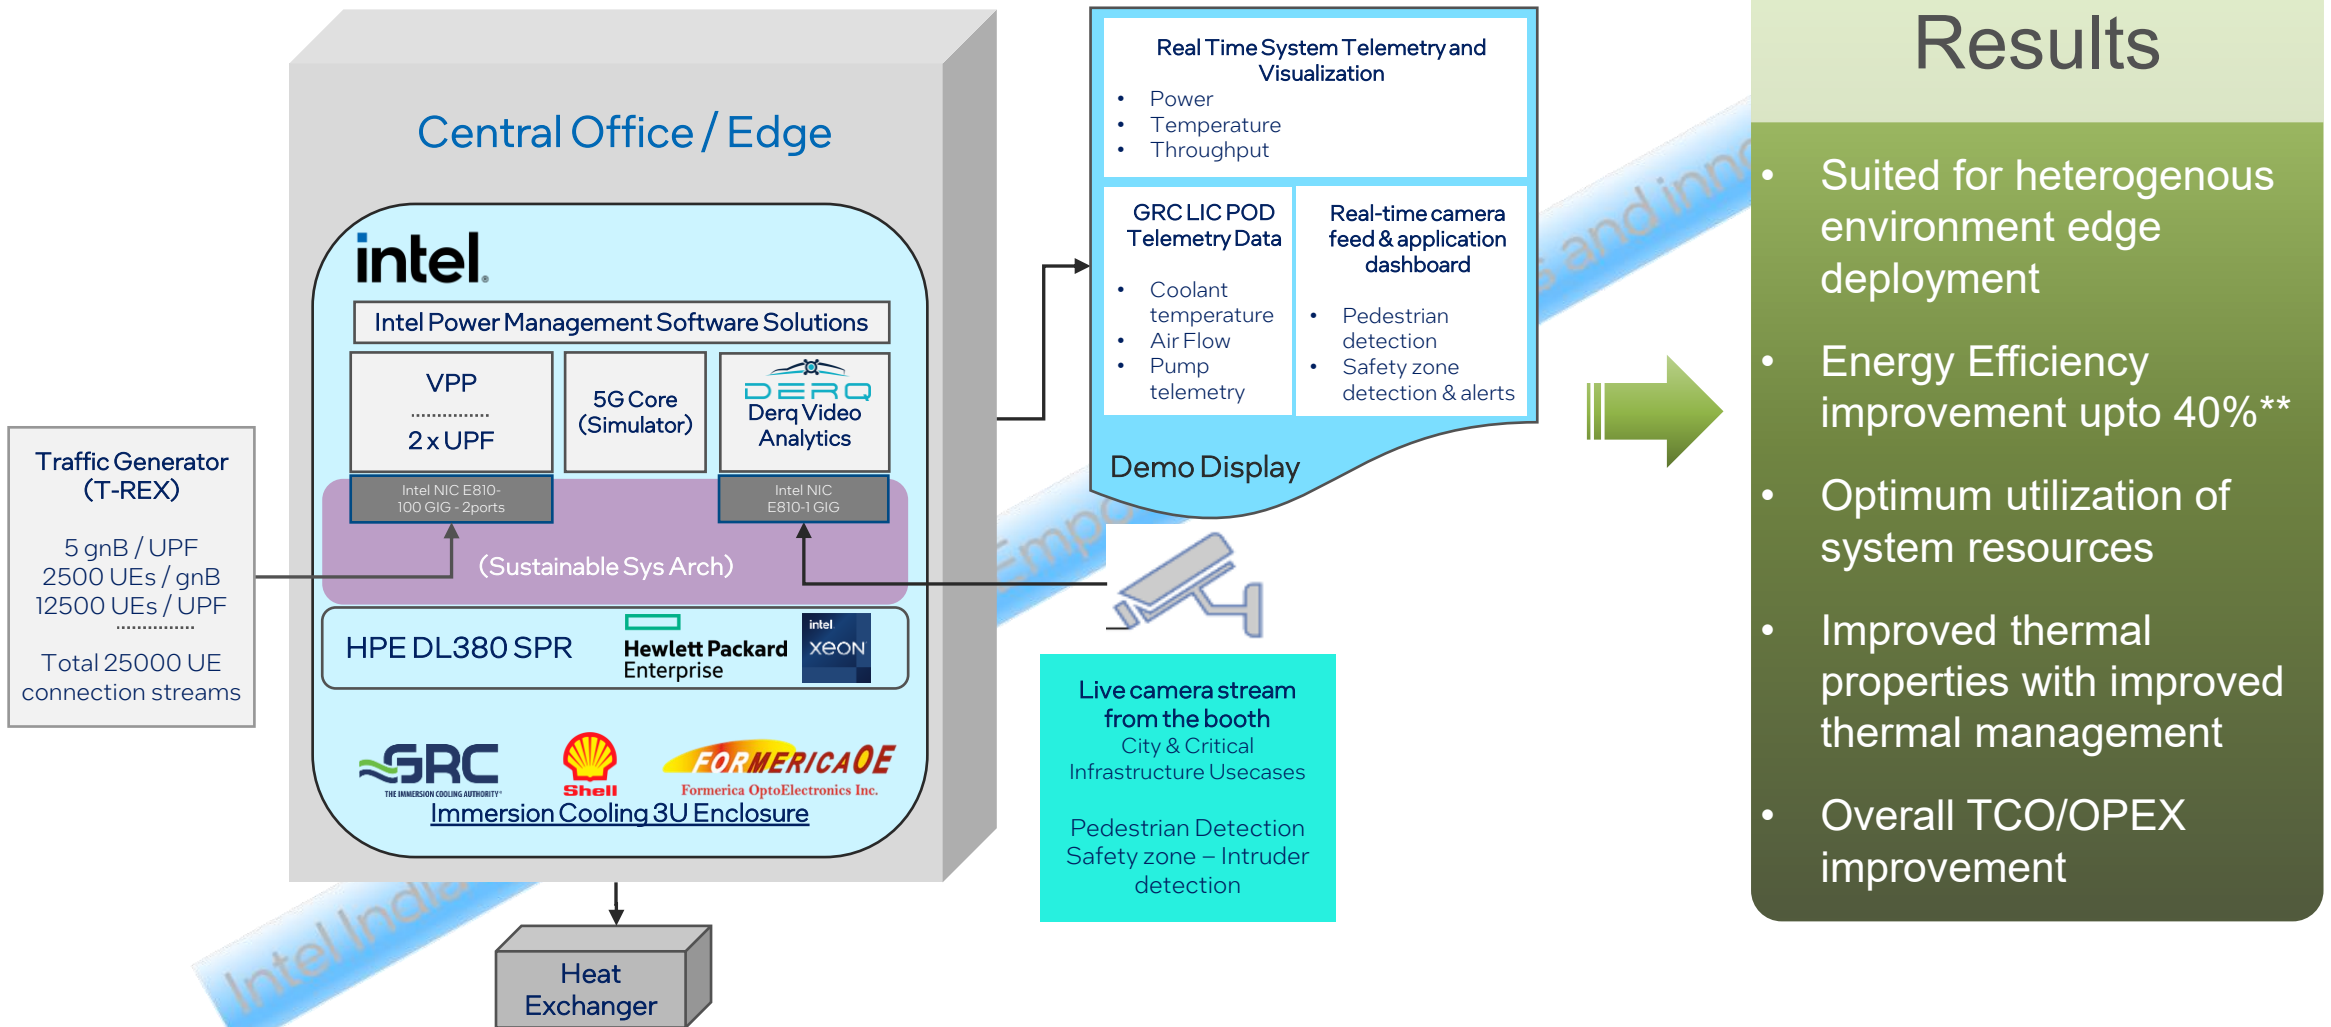 Central Office / Edge
intel.
Intel Power Management Software Solutions
VPP
2 x UPF
5G Core
(Simulator)
DERQ
Derq Video
Analytics
Intel NIC E810-
100 GIG - 2ports
Intel NIC
E810-1 GIG
(Sustainable Sys Arch)
HPE DL380 SPR
Hewlett Packard
Enterprise
intel
XEON
GRC
THE IMMERSION COOLING AUTHORITY
Shell
FORMERICAOE
Formerica OptoElectronics Inc.
Immersion Cooling 3U Enclosure
Traffic Generator
(T-REX)
5 gnB / UPF
2500 UEs / gnB
12500 UEs / UPF
Total 25000 UE
connection streams
Heat
Exchanger
Real Time System Telemetry and
Visualization
• Power
• Temperature
• Throughput
GRC LIC POD
Telemetry Data
• Coolant
temperature
• Air Flow
• Pump
telemetry
Real-time camera
feed & application
dashboard
• Pedestrian
detection
• Safety zone
detection & alerts
Demo Display
Live camera stream
from the booth
City & Critical
Infrastructure Usecases
Pedestrian Detection
Safety zone – Intruder
detection
Results
• Suited for heterogenous
environment edge
deployment
• Energy Efficiency
improvement upto 40%**
• Optimum utilization of
system resources
• Improved thermal
properties with improved
thermal management
• Overall TCO/OPEX
improvement
Intel India
and